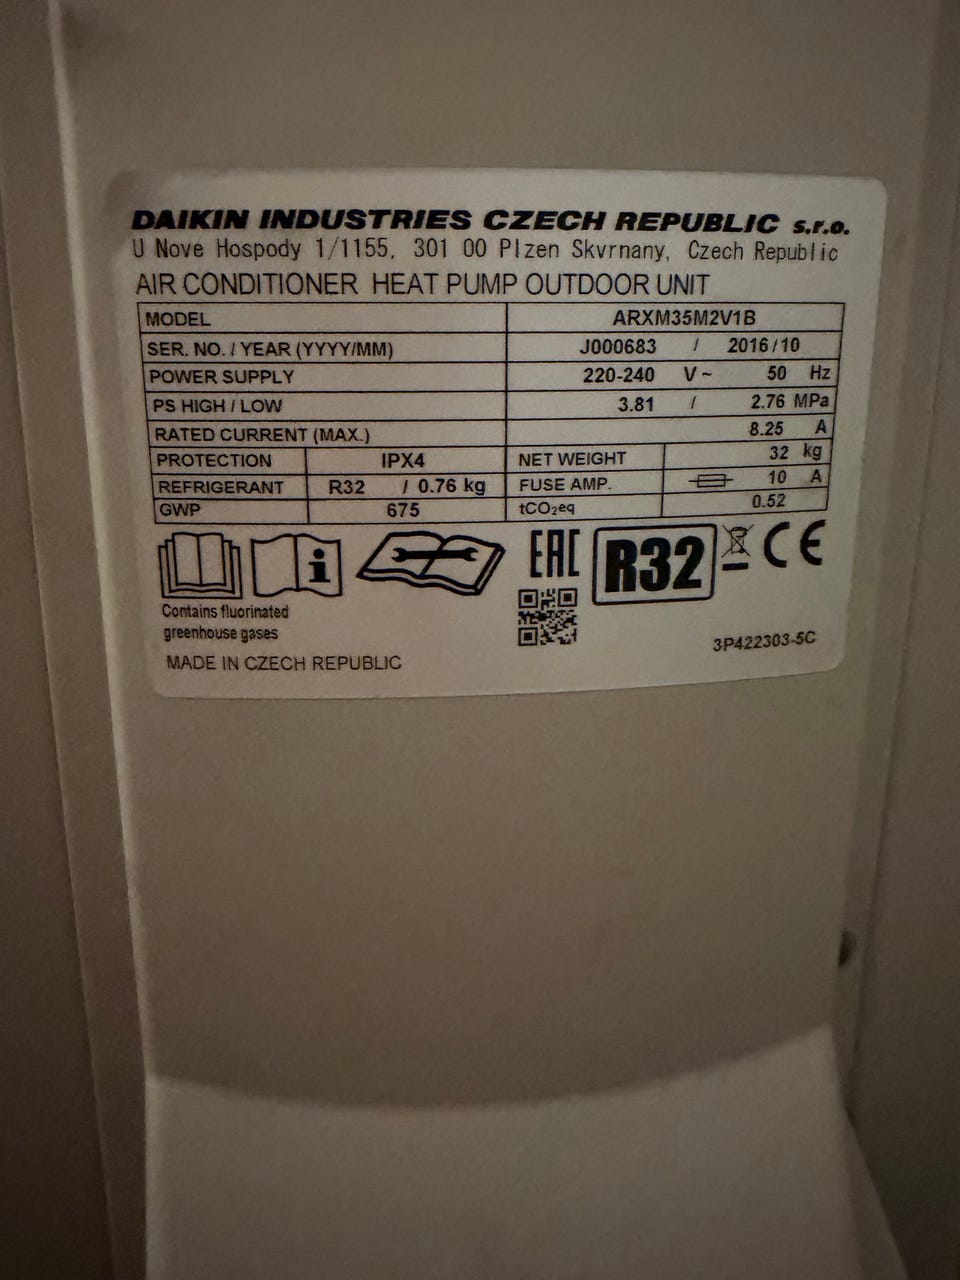 DAIKIN INDUSTRIES CZECH REPUBLIC s.r.o.
U Nove Hospody 1/1155, 301 00 Plzen Skvrnany, Czech Republic
AIR CONDITIONER HEAT PUMP OUTDOOR UNIT
MODEL ARXM35M2V1B
SER. NO. / YEAR (YYYY/MM) J000683 / 2016/10
POWER SUPPLY 220-240 V ~ 50 Hz
PS HIGH / LOW 3.81 / 2.76 MPa
RATED CURRENT (MAX.) 8.25 A
PROTECTION IPX4 NET WEIGHT 32 kg
REFRIGERANT R32 / 0.76 kg FUSE AMP. 10 A
GWP 675 tCO₂eq 0.52
i EAC R32 CE
Contains fluorinated
greenhouse gases
3P422303-5C
MADE IN CZECH REPUBLIC